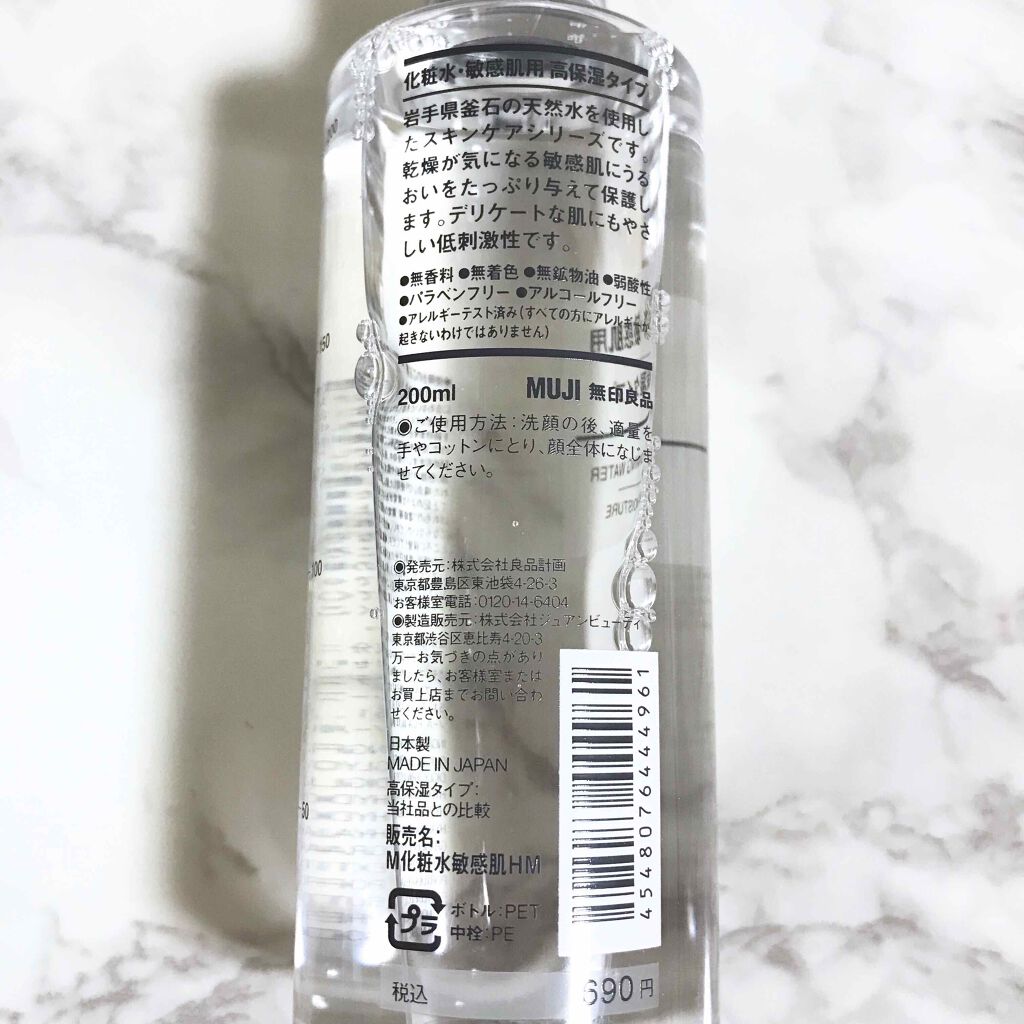 化粧水・敏感肌用 高保湿タイプ
岩手県釜石の天然水を使用し
たスキンケアシリーズです。
乾燥が気になる敏感肌にうる
おいをたっぷり与えて保護し
ます。デリケートな肌にもやさ
しい低刺激性です。
●無香料 ●無着色 ●無鉱物油 ●弱酸性
●パラベンフリー ●アルコールフリー
●アレルギーテスト済み(すべての方にアレルギーが
起きないわけではありません)
200ml MUJI 無印良品
◉ご使用方法:洗顔の後、適量を
手やコットンにとり、顔全体になじま
せてください。
◉発売元:株式会社良品計画
東京都豊島区東池袋4-26-3
お客様室電話:0120-14-6404
◉製造販売元:株式会社ジュアンビューティ
東京都渋谷区恵比寿4-20-3
万一お気づきの点があり
ましたら、お客様室または
お買上店までお問い合わ
せください。
日本製
MADE IN JAPAN
高保湿タイプ:
当社品との比較
販売名:
M化粧水敏感肌HM
プラ ボトル:PET
中栓:PE
4548076444961
税込 690円
150
100
50
敏感肌用
WATER